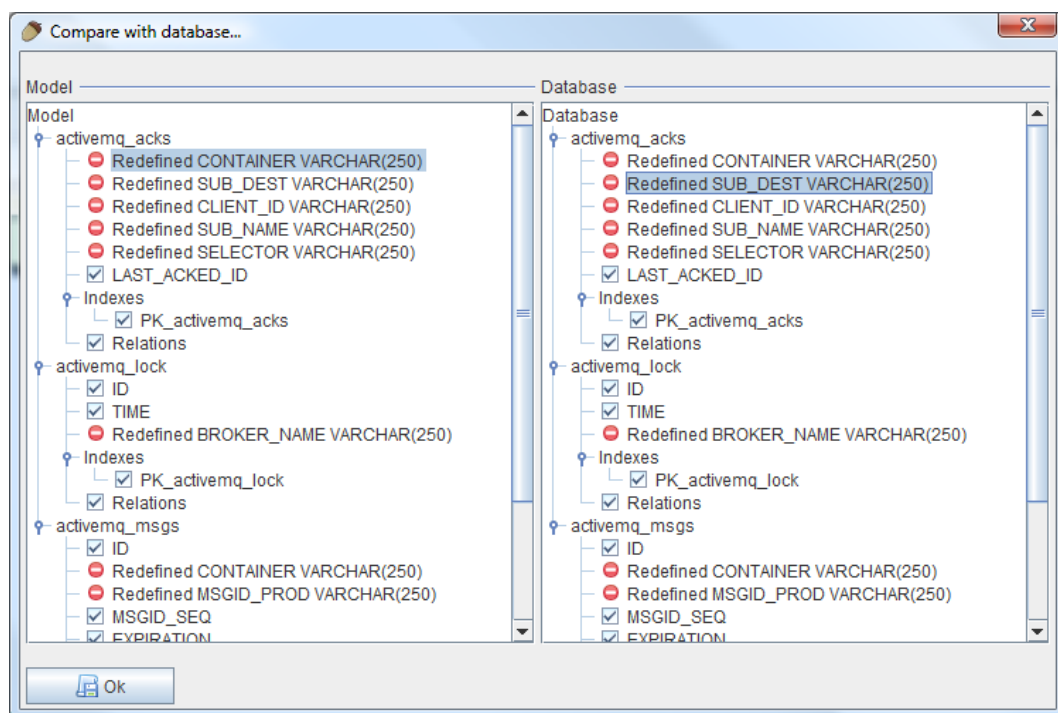 Compare with database...
Model
Model
activemq_acks
Redefined CONTAINER VARCHAR(250)
Redefined SUB_DEST VARCHAR(250)
Redefined CLIENT_ID VARCHAR(250)
Redefined SUB_NAME VARCHAR(250)
Redefined SELECTOR VARCHAR(250)
LAST_ACKED_ID
Indexes
PK_activemq_acks
Relations
activemq_lock
ID
TIME
Redefined BROKER_NAME VARCHAR(250)
Indexes
PK_activemq_lock
Relations
activemq_msgs
ID
Redefined CONTAINER VARCHAR(250)
Redefined MSGID_PROD VARCHAR(250)
MSGID_SEQ
EXPIRATION
Database
Database
activemq_acks
Redefined CONTAINER VARCHAR(250)
Redefined SUB_DEST VARCHAR(250)
Redefined CLIENT_ID VARCHAR(250)
Redefined SUB_NAME VARCHAR(250)
Redefined SELECTOR VARCHAR(250)
LAST_ACKED_ID
Indexes
PK_activemq_acks
Relations
activemq_lock
ID
TIME
Redefined BROKER_NAME VARCHAR(250)
Indexes
PK_activemq_lock
Relations
activemq_msgs
ID
Redefined CONTAINER VARCHAR(250)
Redefined MSGID_PROD VARCHAR(250)
MSGID_SEQ
EXPIRATION
Ok